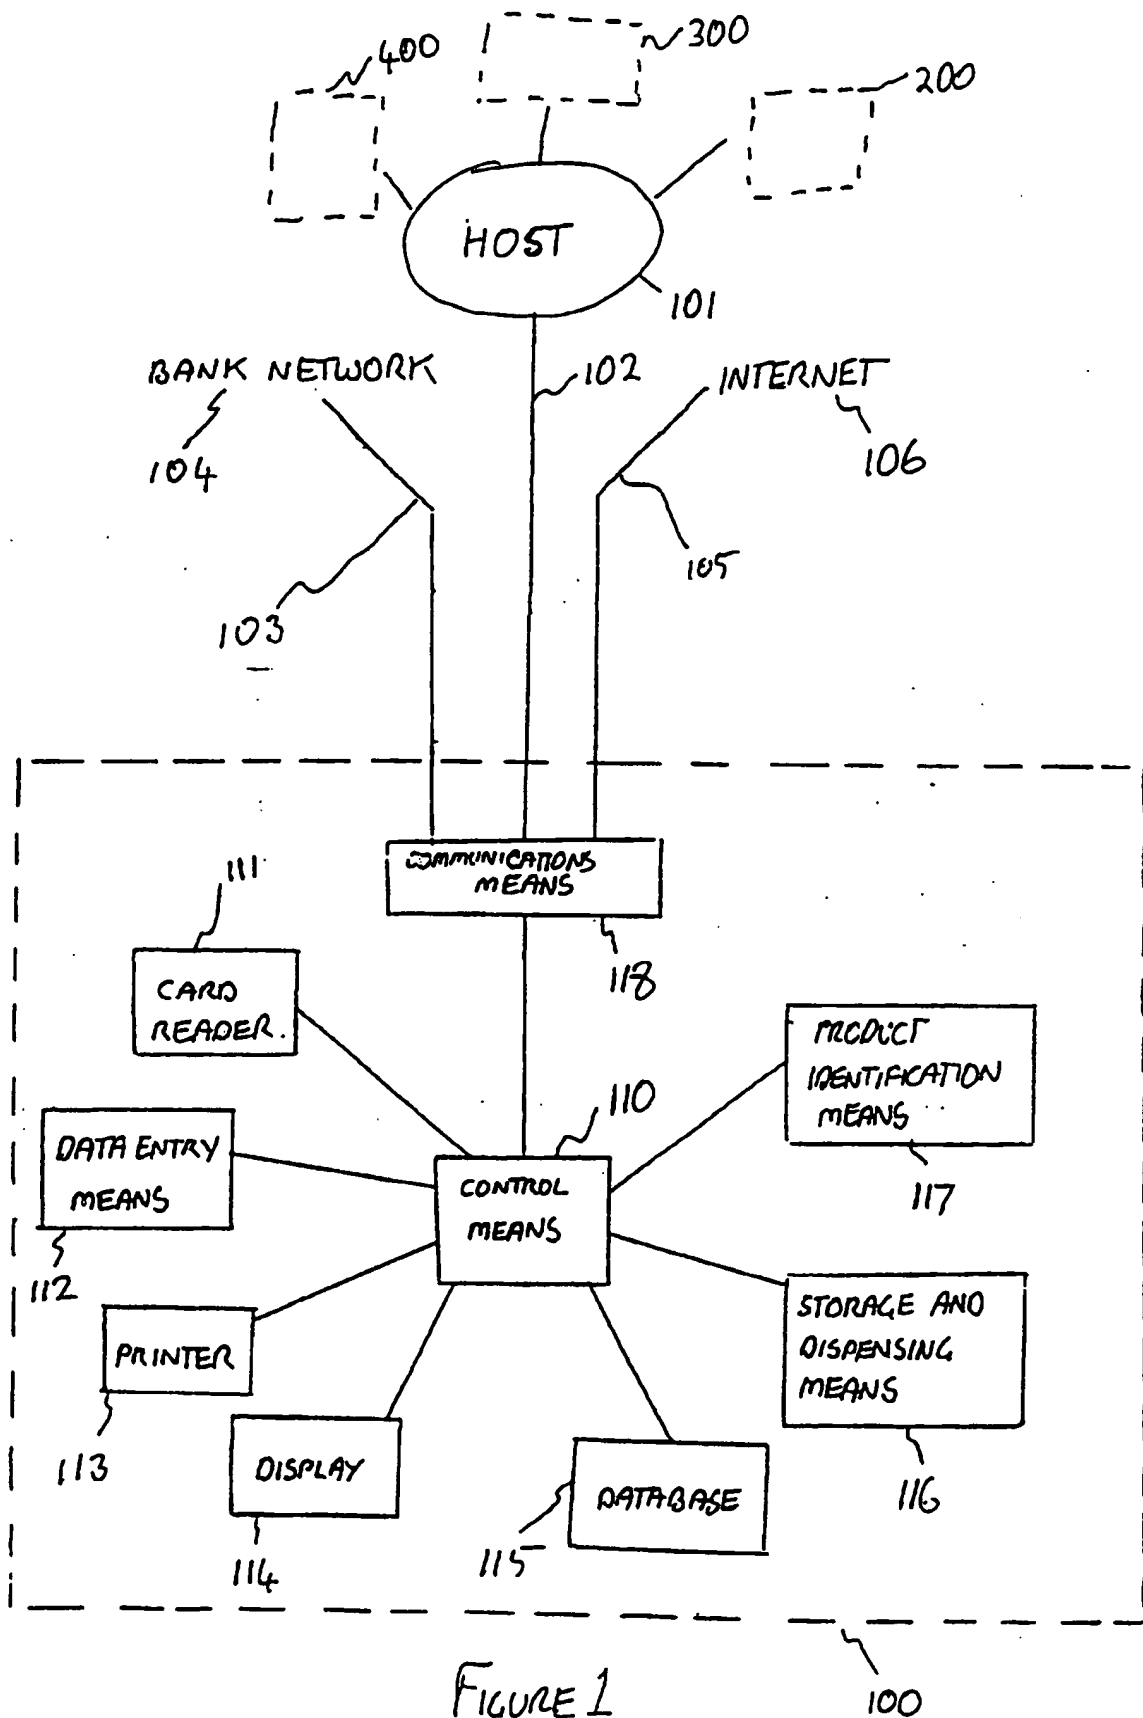 400
300
200
HOST
101
BANK NETWORK
102
INTERNET
104
106
103
105
COMMUNICATIONS
MEANS
111
118
CARD
READER.
PRODUCT
IDENTIFICATION
MEANS
110
117
DATA ENTRY
MEANS
CONTROL
MEANS
112
STORAGE AND
DISPENSING
MEANS
PRINTER
113
116
DISPLAY
DATABASE
114
115
FIGURE 1
100